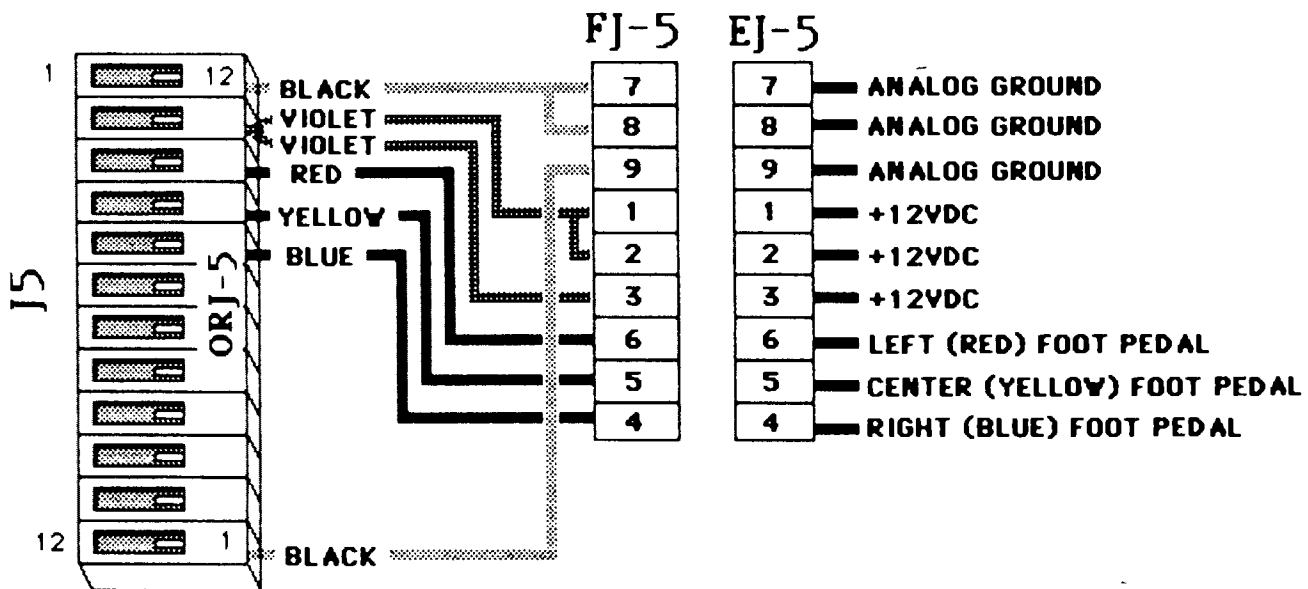 FJ-5 EJ-5
1 12 BLACK 7 7 ANALOG GROUND
VIOLET 8 8 ANALOG GROUND
VIOLET 9 9 ANALOG GROUND
RED
YELLOW 1 1 +12VDC
BLUE 2 2 +12VDC
J5 ORJ-5 3 3 +12VDC
6 6 LEFT (RED) FOOT PEDAL
5 5 CENTER (YELLOW) FOOT PEDAL
4 4 RIGHT (BLUE) FOOT PEDAL
12 1 BLACK